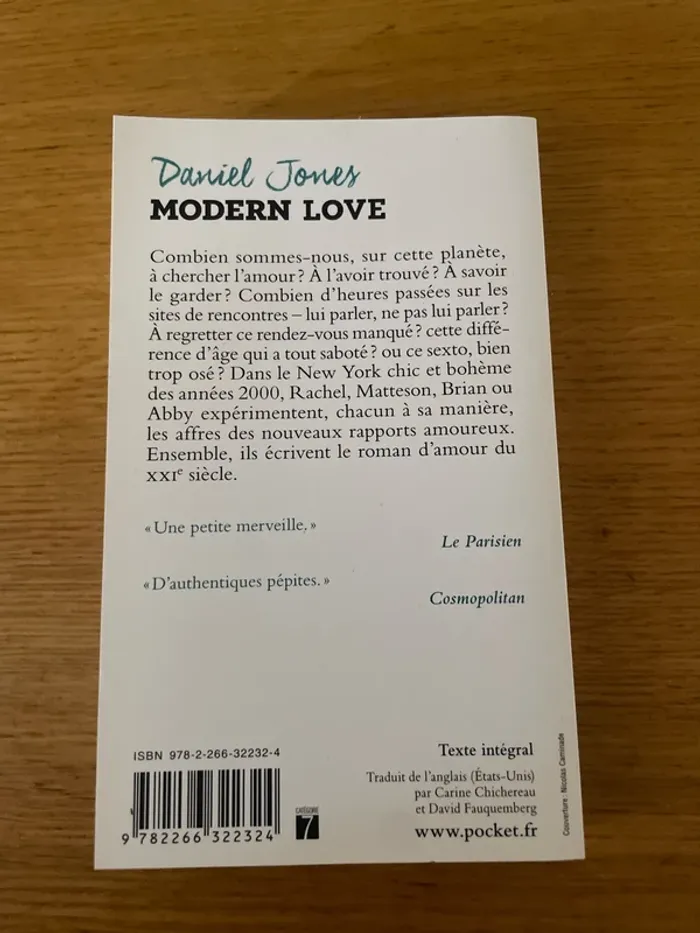 Daniel Jones
MODERN LOVE
Combien sommes-nous, sur cette planète,
à chercher l'amour ? À l'avoir trouvé ? À savoir
le garder ? Combien d'heures passées sur les
sites de rencontres – lui parler, ne pas lui parler ?
À regretter ce rendez-vous manqué ? cette diffé-
rence d'âge qui a tout saboté ? ou ce sexto, bien
trop osé ? Dans le New York chic et bohème
des années 2000, Rachel, Matteson, Brian ou
Abby expérimentent, chacun à sa manière,
les affres des nouveaux rapports amoureux.
Ensemble, ils écrivent le roman d'amour du
XXIe siècle.
« Une petite merveille. »
Le Parisien
« D'authentiques pépites. »
Cosmopolitan
ISBN 978-2-266-32232-4
9 782266 322324
CATÉGORIE
7
Texte intégral
Traduit de l'anglais (États-Unis)
par Carine Chichereau
et David Fauquemberg
www.pocket.fr
Couverture : Nicolas Caminade